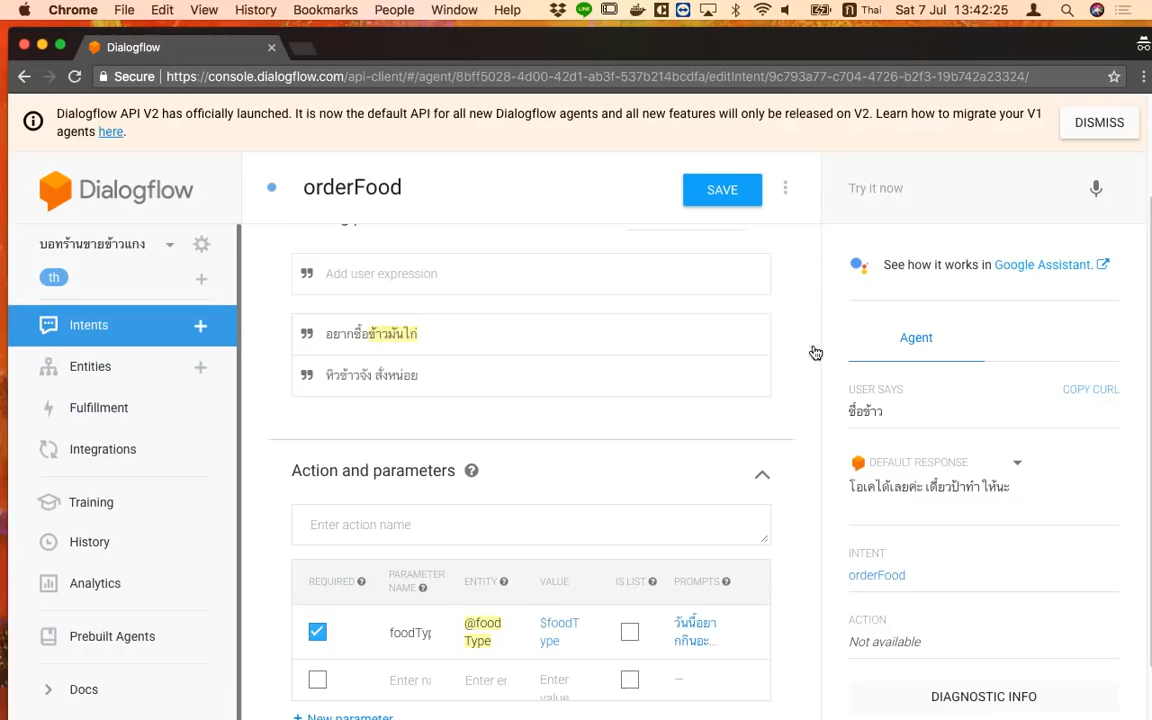 Chrome File Edit View History Bookmarks People Window Help Thai Sat 7 Jul 13:42:25
Dialogflow
Secure https://console.dialogflow.com/api-client/#/agent/8bff5028-4d00-42d1-ab3f-537b214bcdfa/editIntent/9c793a77-c704-4726-b2f3-19b742a23324/
Dialogflow API V2 has officially launched. It is now the default API for all new Dialogflow agents and all new features will only be released on V2. Learn how to migrate your V1
agents here.
DISMISS
Dialogflow
orderFood
SAVE
Try it now
บอทร้านขายข้าวแกง
th
Intents
Entities
Fulfillment
Integrations
Training
History
Analytics
Prebuilt Agents
Docs
Add user expression
อยากซื้อข้าวมันไก่
หิวข้าวจัง สั่งหน่อย
Action and parameters
Enter action name
REQUIRED
PARAMETER
NAME
ENTITY
VALUE
IS LIST
PROMPTS
foodTyp
@food
Type
$foodT
ype
วันนี้อยา
กกินอะ...
Enter na
Enter en
Enter
value
—
+ New parameter
See how it works in Google Assistant.
Agent
USER SAYS
COPY CURL
ซื้อข้าว
DEFAULT RESPONSE
โอเคได้เลยค่ะ เดี๋ยวป้าทำ ให้นะ
INTENT
orderFood
ACTION
Not available
DIAGNOSTIC INFO